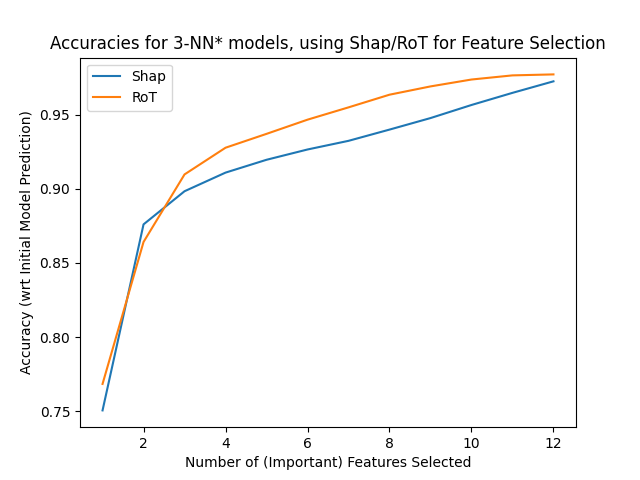 Accuracies for 3-NN* models, using Shap/RoT for Feature Selection
Shap
RoT
Accuracy (wrt Initial Model Prediction)
0.95
0.90
0.85
0.80
0.75
2 4 6 8 10 12
Number of (Important) Features Selected